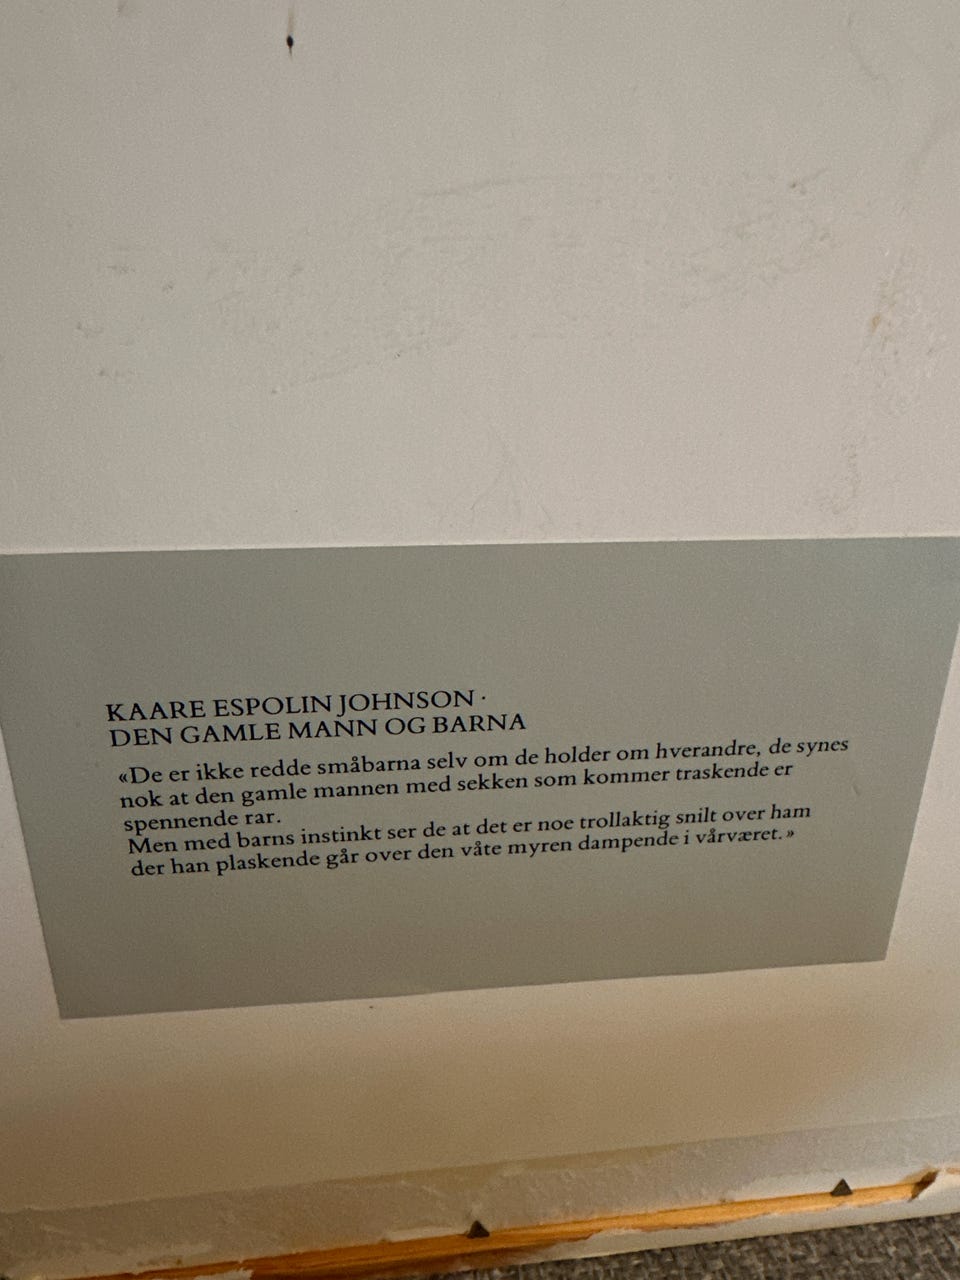 KAARE ESPOLIN JOHNSON ·
DEN GAMLE MANN OG BARNA
«De er ikke redde småbarna selv om de holder om hverandre, de synes
nok at den gamle mannen med sekken som kommer traskende er
spennende rar.
Men med barns instinkt ser de at det er noe trollaktig snilt over ham
der han plaskende går over den våte myren dampende i vårværet.»